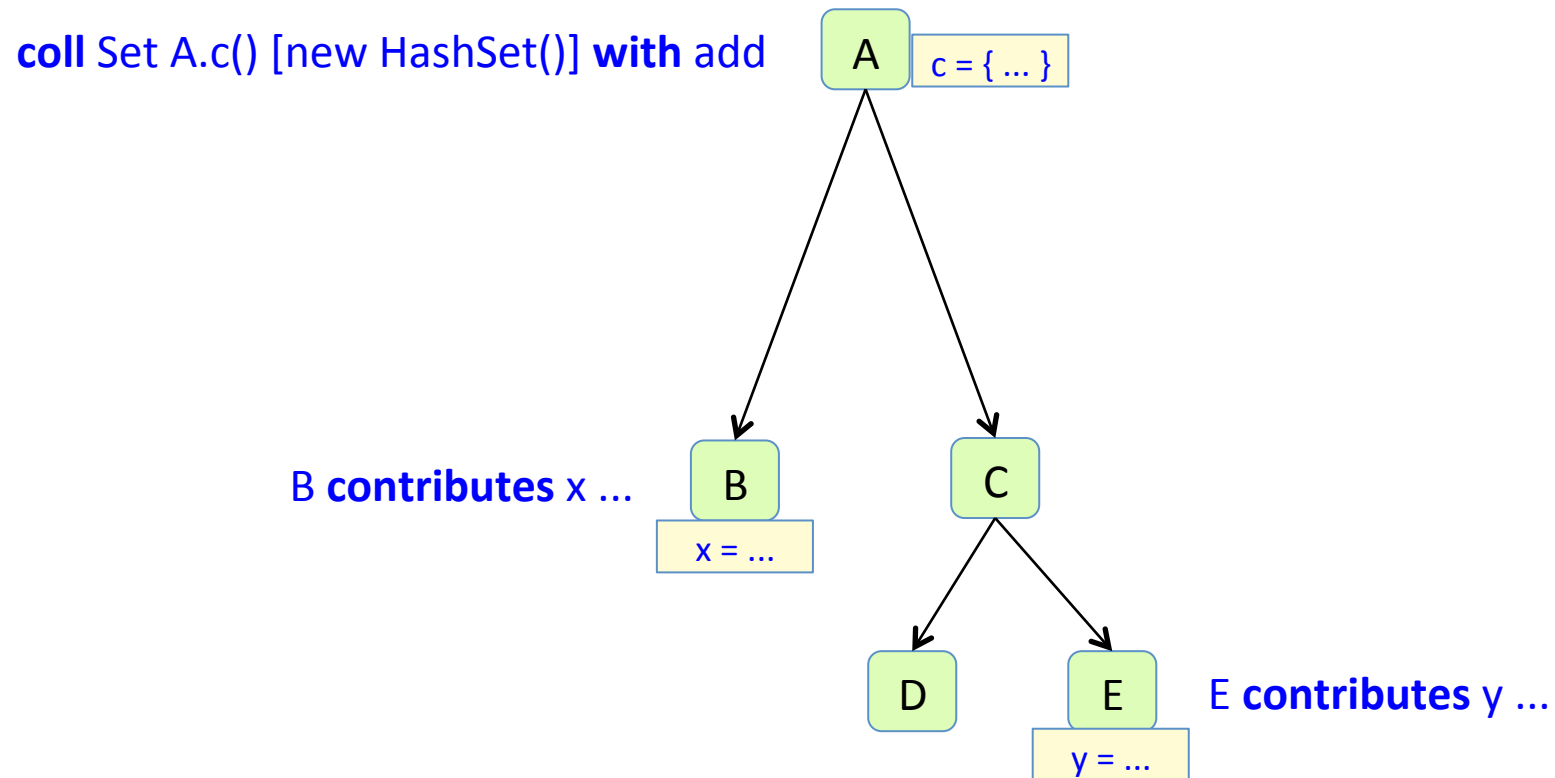 coll Set A.c() [new HashSet()] with add
A
c = { ... }
B contributes x ...
B
x = ...
C
D
E
y = ...
E contributes y ...